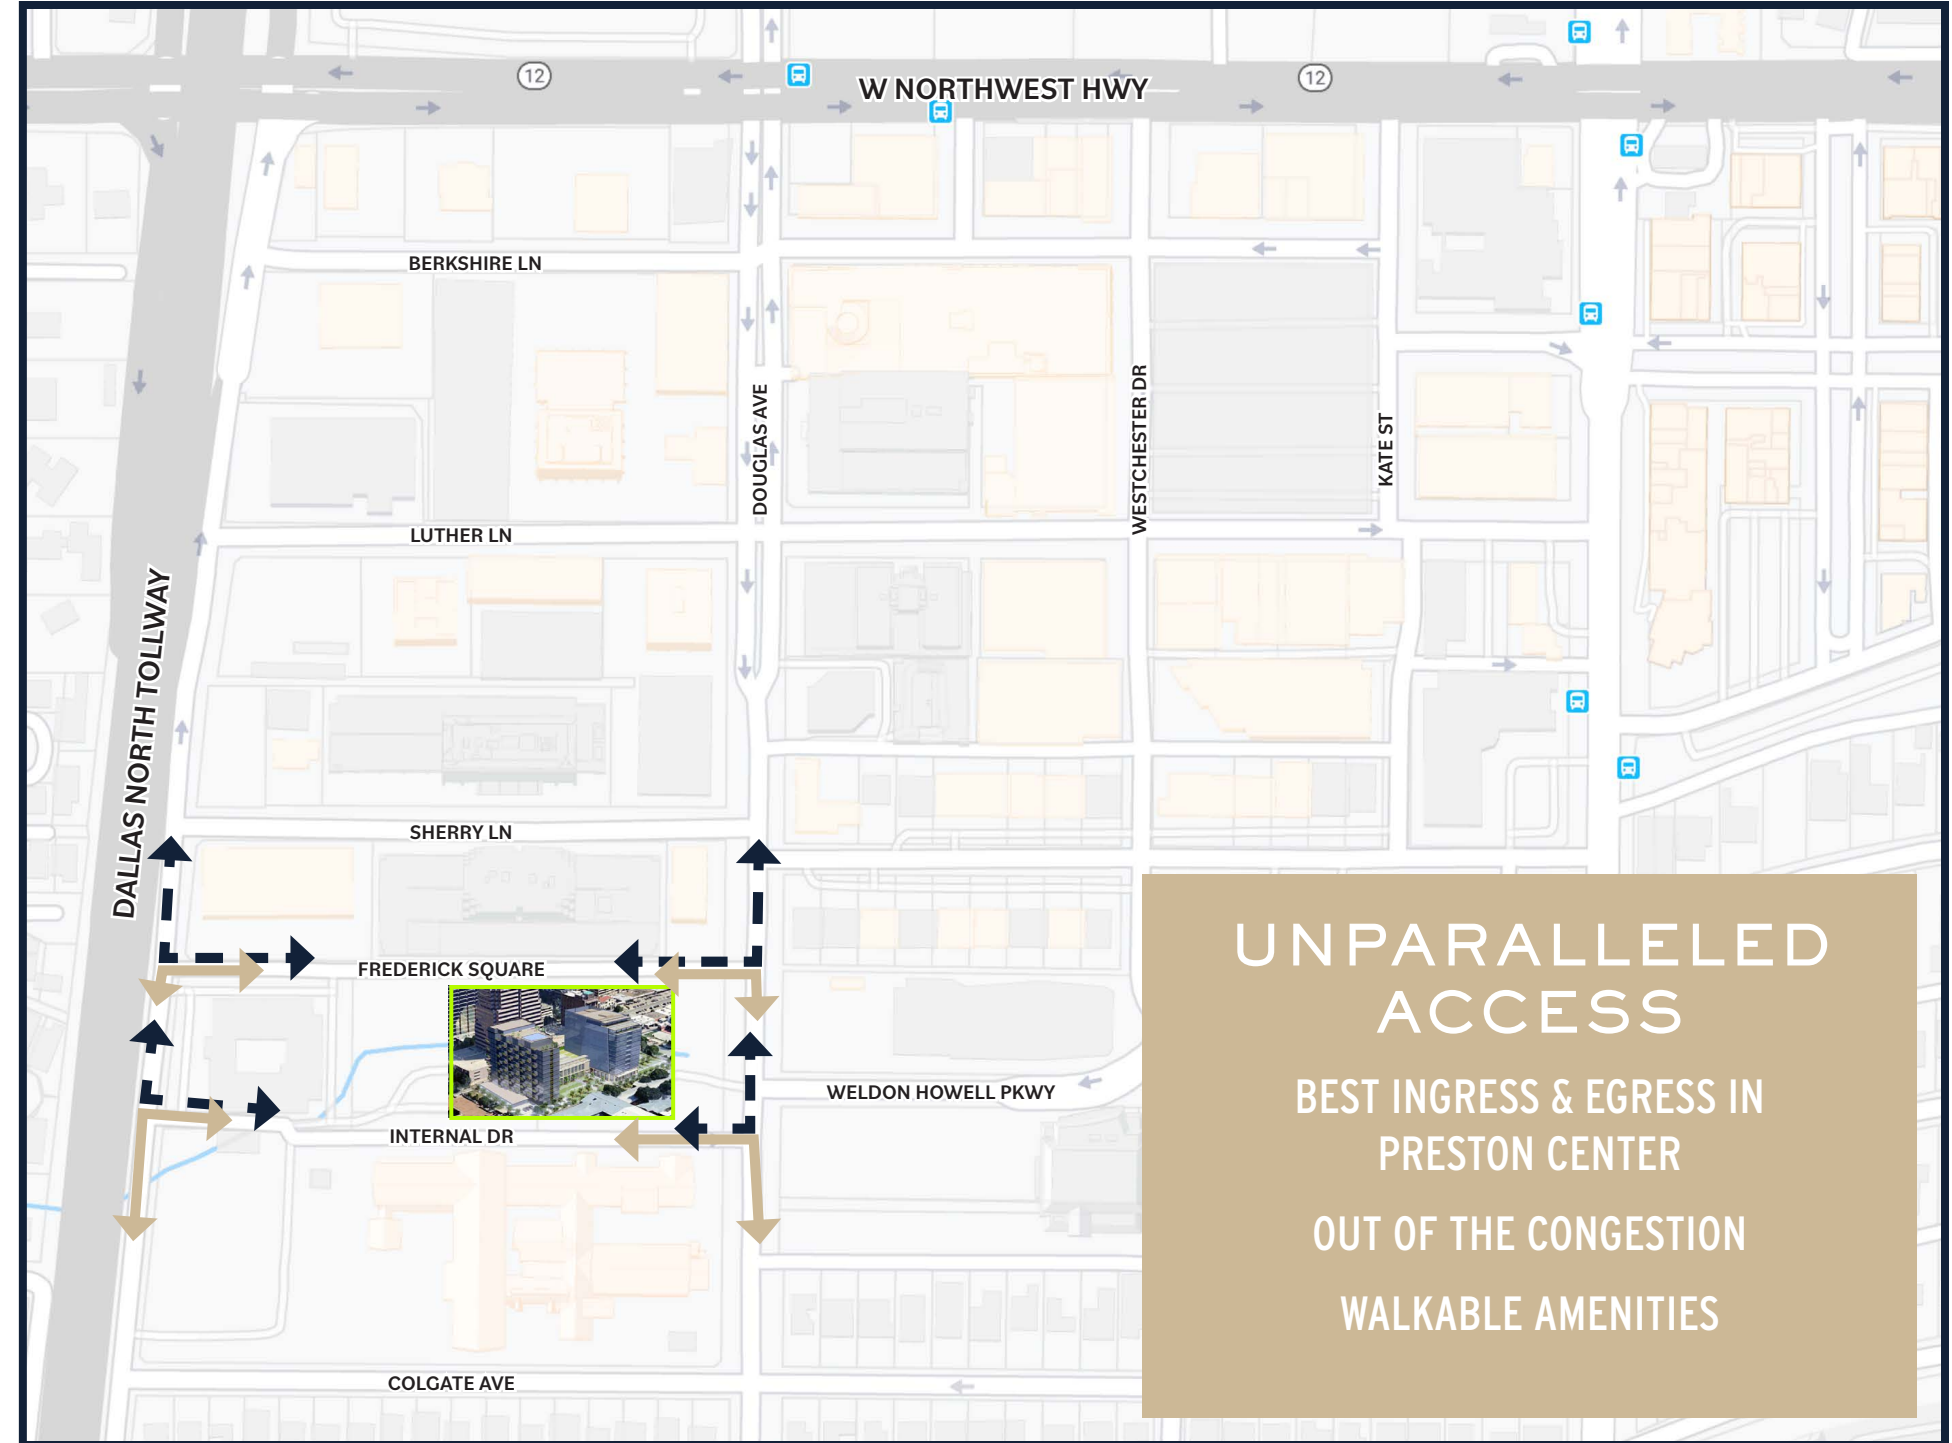 12
12
W NORTHWEST HWY
BERKSHIRE LN
DOUGLAS AVE
WESTCHESTER DR
KATE ST
LUTHER LN
DALLAS NORTH TOLLWAY
SHERRY LN
FREDERICK SQUARE
WELDON HOWELL PKWY
INTERNAL DR
COLGATE AVE
UNPARALLELED
ACCESS
BEST INGRESS & EGRESS IN
PRESTON CENTER
OUT OF THE CONGESTION
WALKABLE AMENITIES